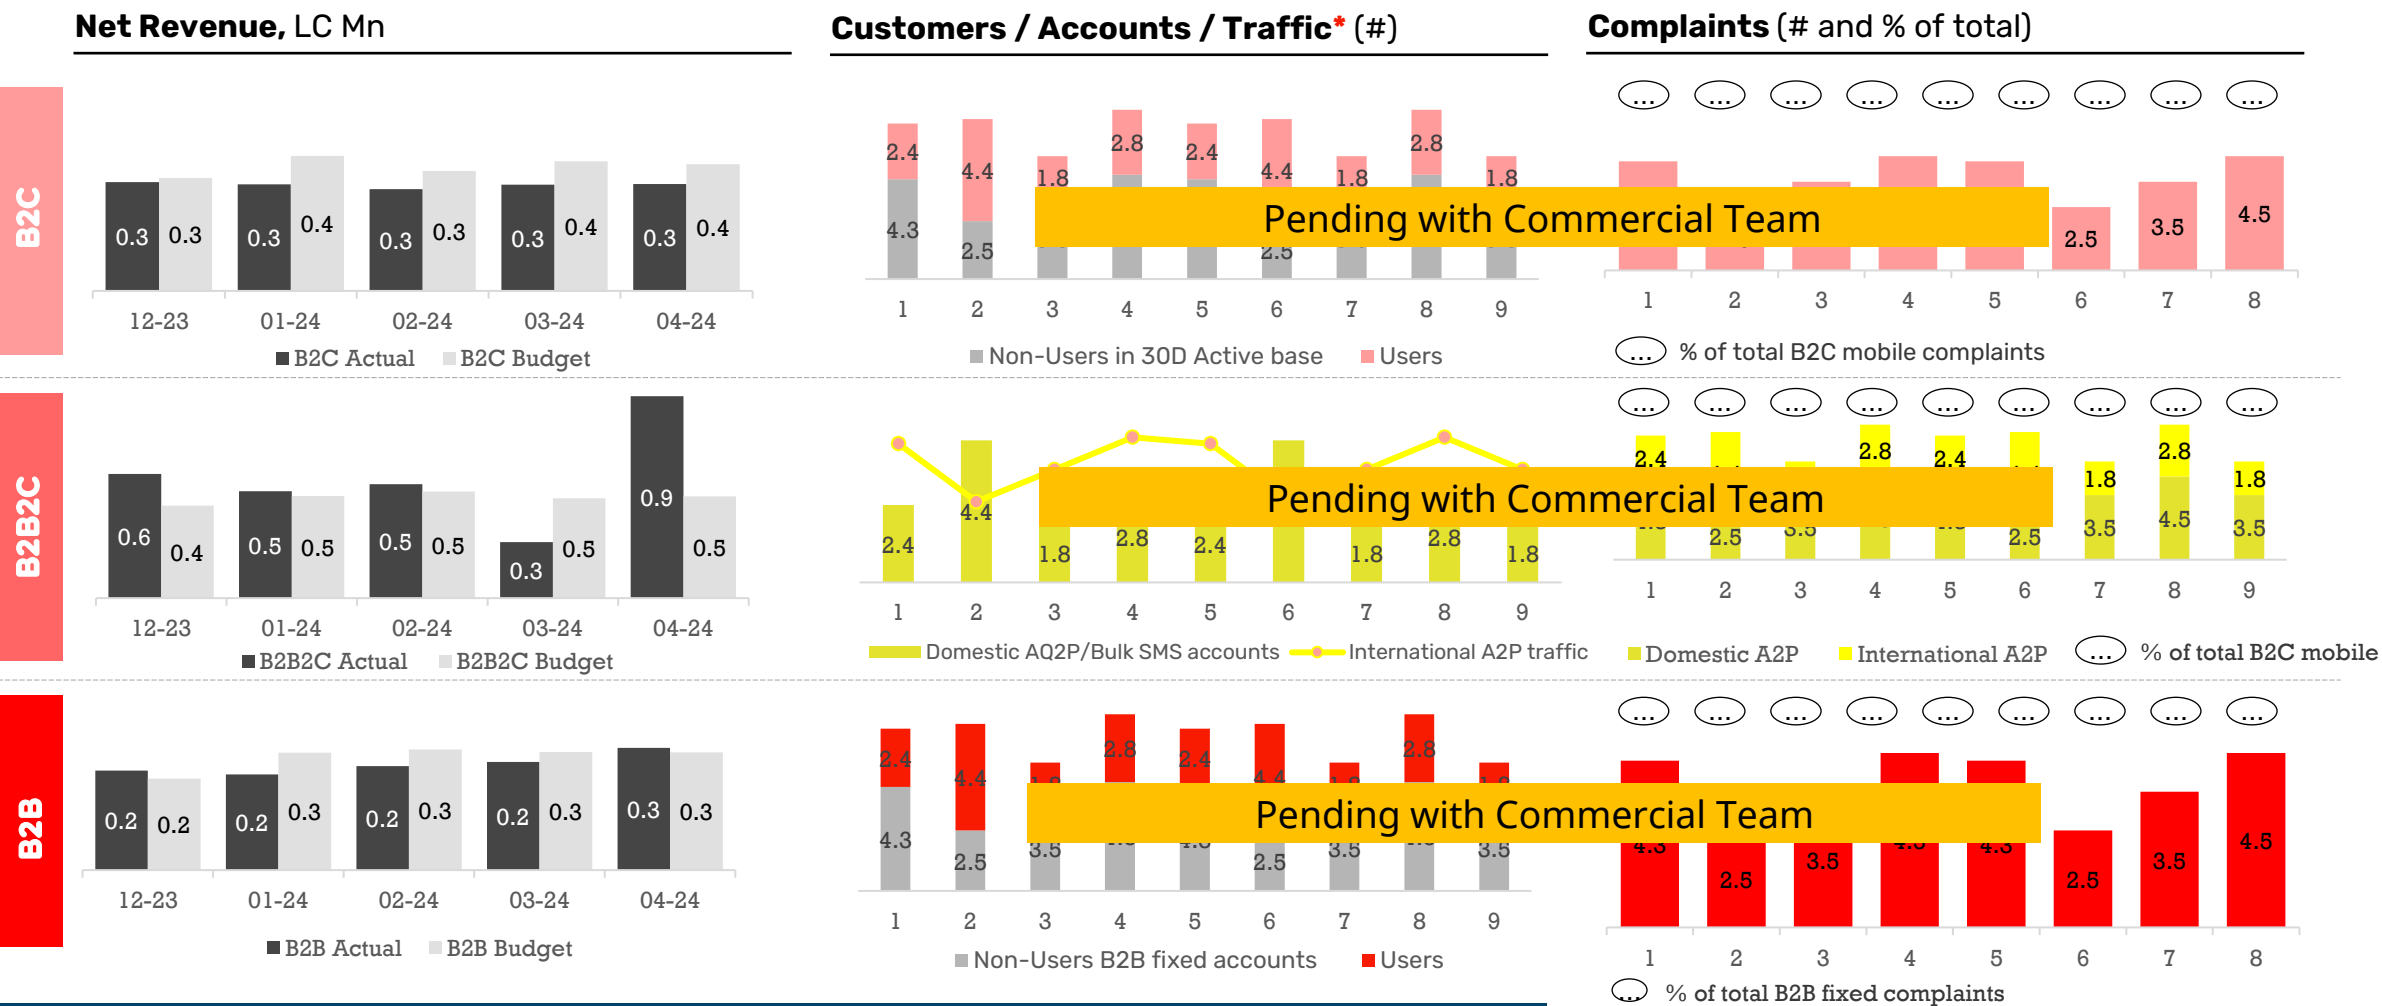 Net Revenue, LC Mn
Customers / Accounts / Traffic* (#)
Complaints (# and % of total)
B2C
0.3 0.3 0.3 0.4 0.3 0.3 0.3 0.4 0.3 0.4
12-23 01-24 02-24 03-24 04-24
B2C Actual B2C Budget
2.4 4.4 1.8 2.8 2.4 4.4 1.8 2.8 1.8
4.3 2.5 2.5
1 2 3 4 5 6 7 8 9
Non-Users in 30D Active base Users
Pending with Commercial Team
... ... ... ... ... ... ... ... ...
2.5 3.5 4.5
1 2 3 4 5 6 7 8
... % of total B2C mobile complaints
B2B2C
0.6 0.4 0.5 0.5 0.5 0.5 0.3 0.5 0.9 0.5
12-23 01-24 02-24 03-24 04-24
B2B2C Actual B2B2C Budget
2.4 4.4 1.8 2.8 2.4 1.8 2.8 1.8
1 2 3 4 5 6 7 8 9
Domestic AQ2P/Bulk SMS accounts International A2P traffic
Pending with Commercial Team
... ... ... ... ... ... ... ... ...
2.4 2.8 2.4 1.8 2.8 1.8
2.5 3.5 2.5 3.5 4.5 3.5
1 2 3 4 5 6 7 8 9
Domestic A2P International A2P ... % of total B2C mobile
B2B
0.2 0.2 0.2 0.3 0.2 0.3 0.2 0.3 0.3 0.3
12-23 01-24 02-24 03-24 04-24
B2B Actual B2B Budget
2.4 4.4 2.8 2.4 4.4 2.8
4.3 2.5 3.5 2.5 3.5 3.5
1 2 3 4 5 6 7 8 9
Non-Users B2B fixed accounts Users
Pending with Commercial Team
... ... ... ... ... ... ... ... ...
4.3 2.5 3.5 4.3 2.5 3.5 4.5
1 2 3 4 5 6 7 8
... % of total B2B fixed complaints